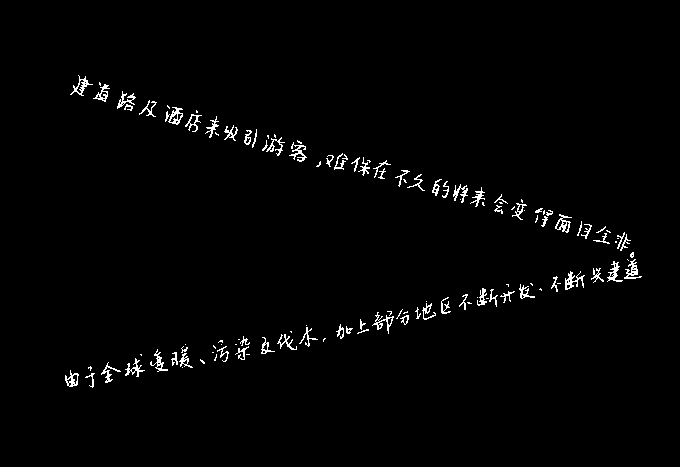 建道路及酒店来吸引游客,难保在不久的将来会变得面目全非。
由于全球变暖、污染及伐木,加上部分地区不断开发、不断兴建道